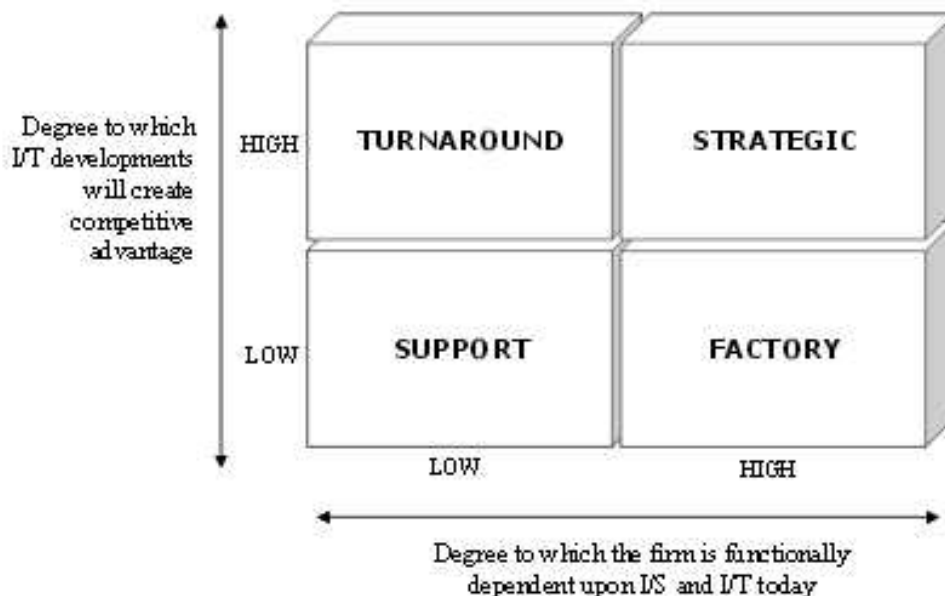 Degree to which
I/T developments
will create
competitive
advantage
HIGH
TURNAROUND
STRATEGIC
LOW
SUPPORT
FACTORY
LOW
HIGH
Degree to which the firm is functionally
dependent upon I/S and I/T today